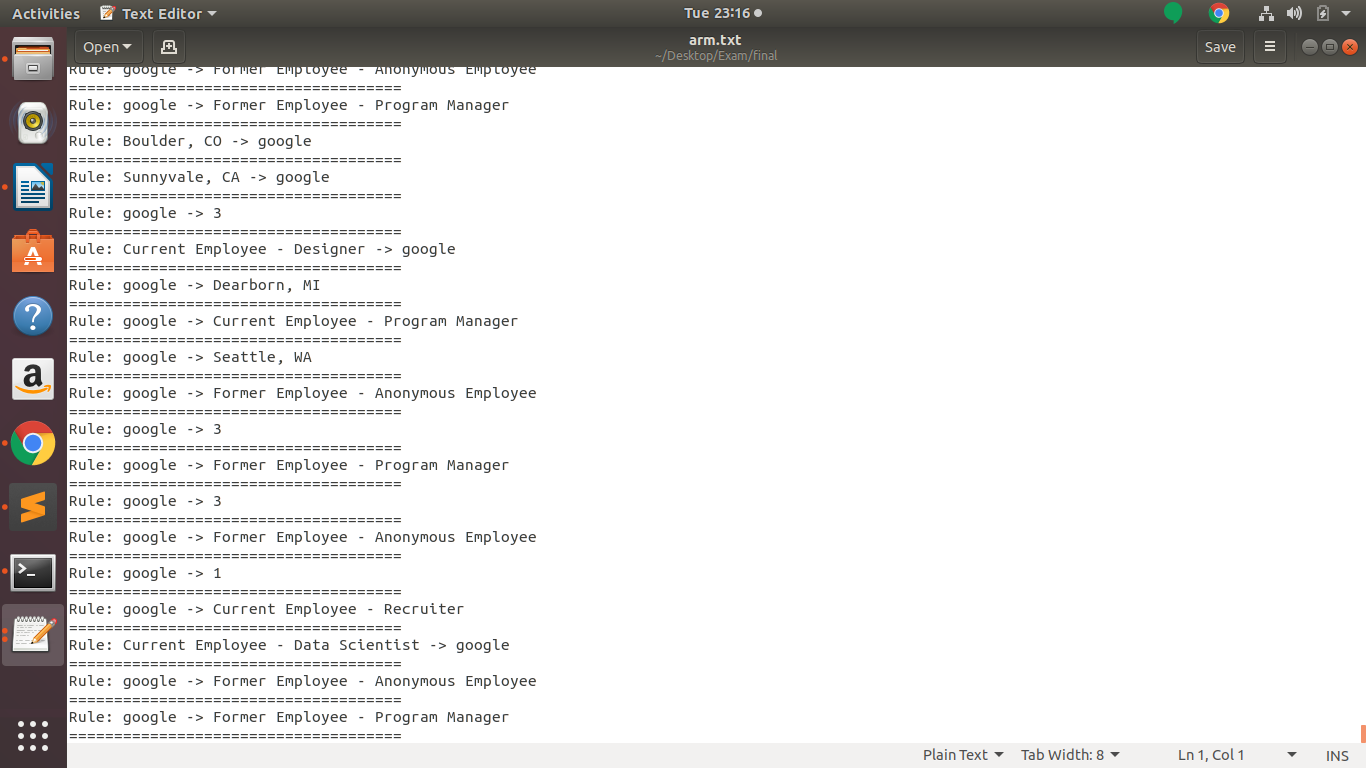 Activities Text Editor Tue 23:16
Open arm.txt Save
~/Desktop/Exam/final
Rule: google -> Former Employee - Anonymous Employee
=====================================
Rule: google -> Former Employee - Program Manager
=====================================
Rule: Boulder, CO -> google
=====================================
Rule: Sunnyvale, CA -> google
=====================================
Rule: google -> 3
=====================================
Rule: Current Employee - Designer -> google
=====================================
Rule: google -> Dearborn, MI
=====================================
Rule: google -> Current Employee - Program Manager
=====================================
Rule: google -> Seattle, WA
=====================================
Rule: google -> Former Employee - Anonymous Employee
=====================================
Rule: google -> 3
=====================================
Rule: google -> Former Employee - Program Manager
=====================================
Rule: google -> 3
=====================================
Rule: google -> Former Employee - Anonymous Employee
=====================================
Rule: google -> 1
=====================================
Rule: google -> Current Employee - Recruiter
=====================================
Rule: Current Employee - Data Scientist -> google
=====================================
Rule: google -> Former Employee - Anonymous Employee
=====================================
Rule: google -> Former Employee - Program Manager
=====================================
Plain Text Tab Width: 8 Ln 1, Col 1 INS